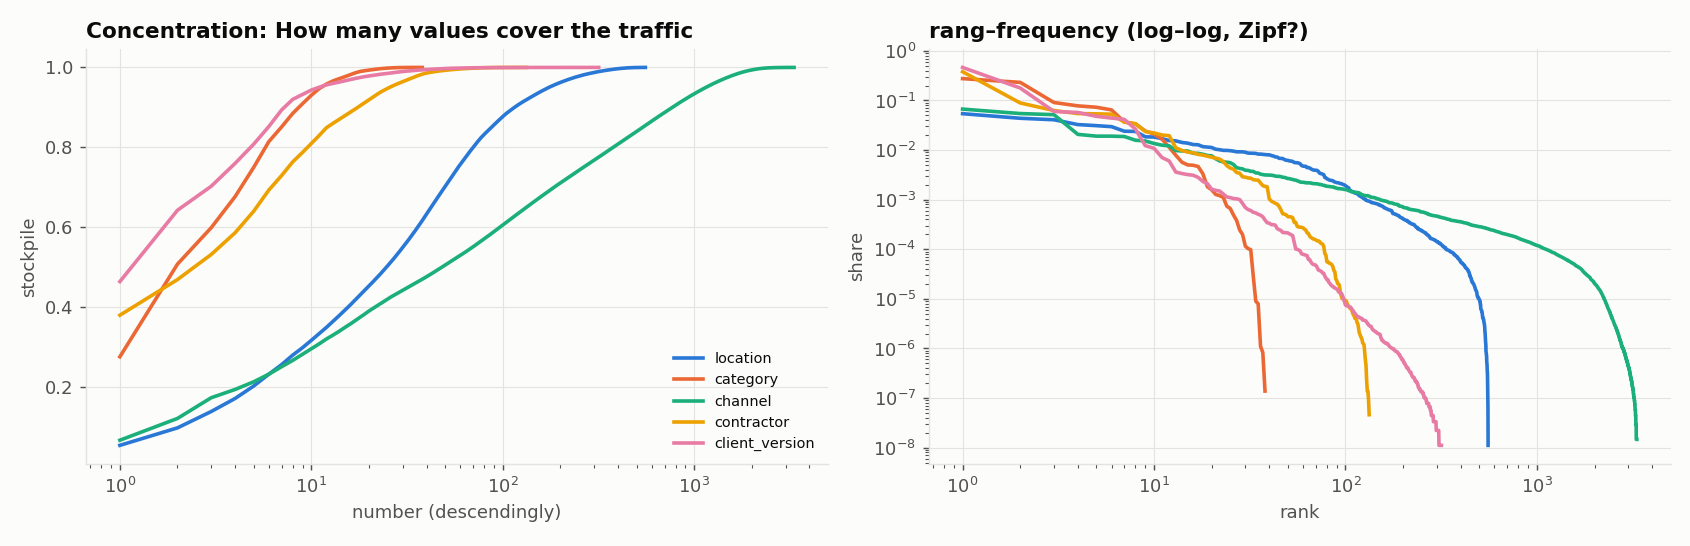 Concentration: How many values cover the traffic
1.0
0.8
0.6
0.4
0.2
stockpile
location
category
channel
contractor
client_version
10⁰
10¹
10²
10³
number (descendingly)
rang–frequency (log–log, Zipf?)
10⁰
10⁻¹
10⁻²
10⁻³
10⁻⁴
10⁻⁵
10⁻⁶
10⁻⁷
10⁻⁸
share
10⁰
10¹
10²
10³
rank